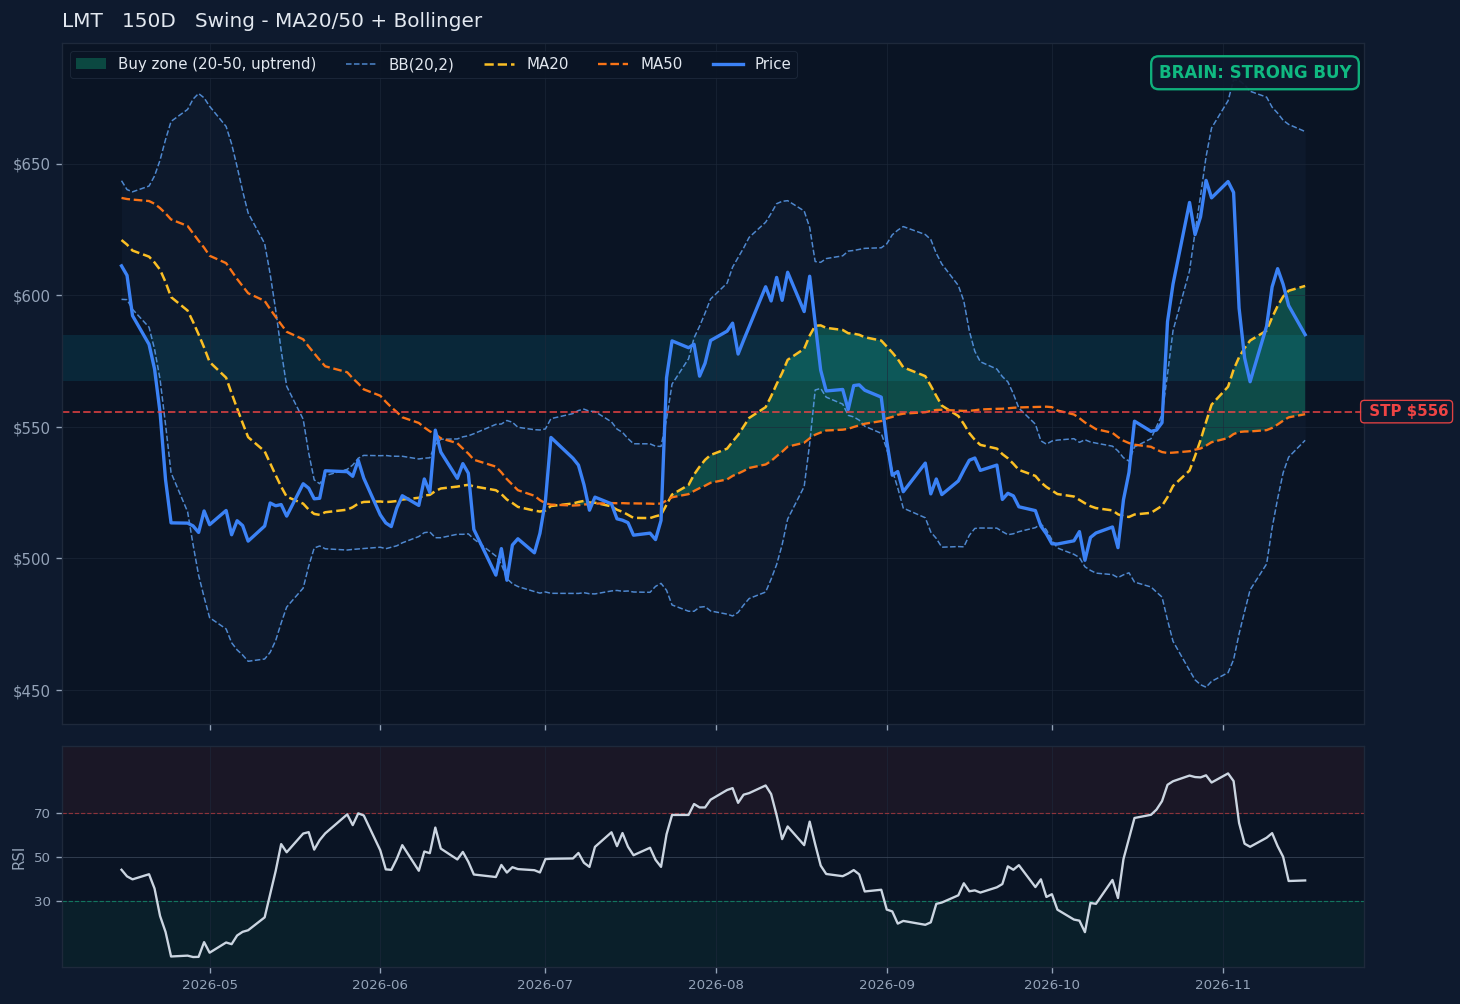 LMT 150D Swing - MA20/50 + Bollinger
Buy zone (20-50, uptrend) BB(20,2) MA20 MA50 Price
BRAIN: STRONG BUY
$650
$600
$550
STP $556
$500
$450
70
50
30
RSI
2026-05 2026-06 2026-07 2026-08 2026-09 2026-10 2026-11